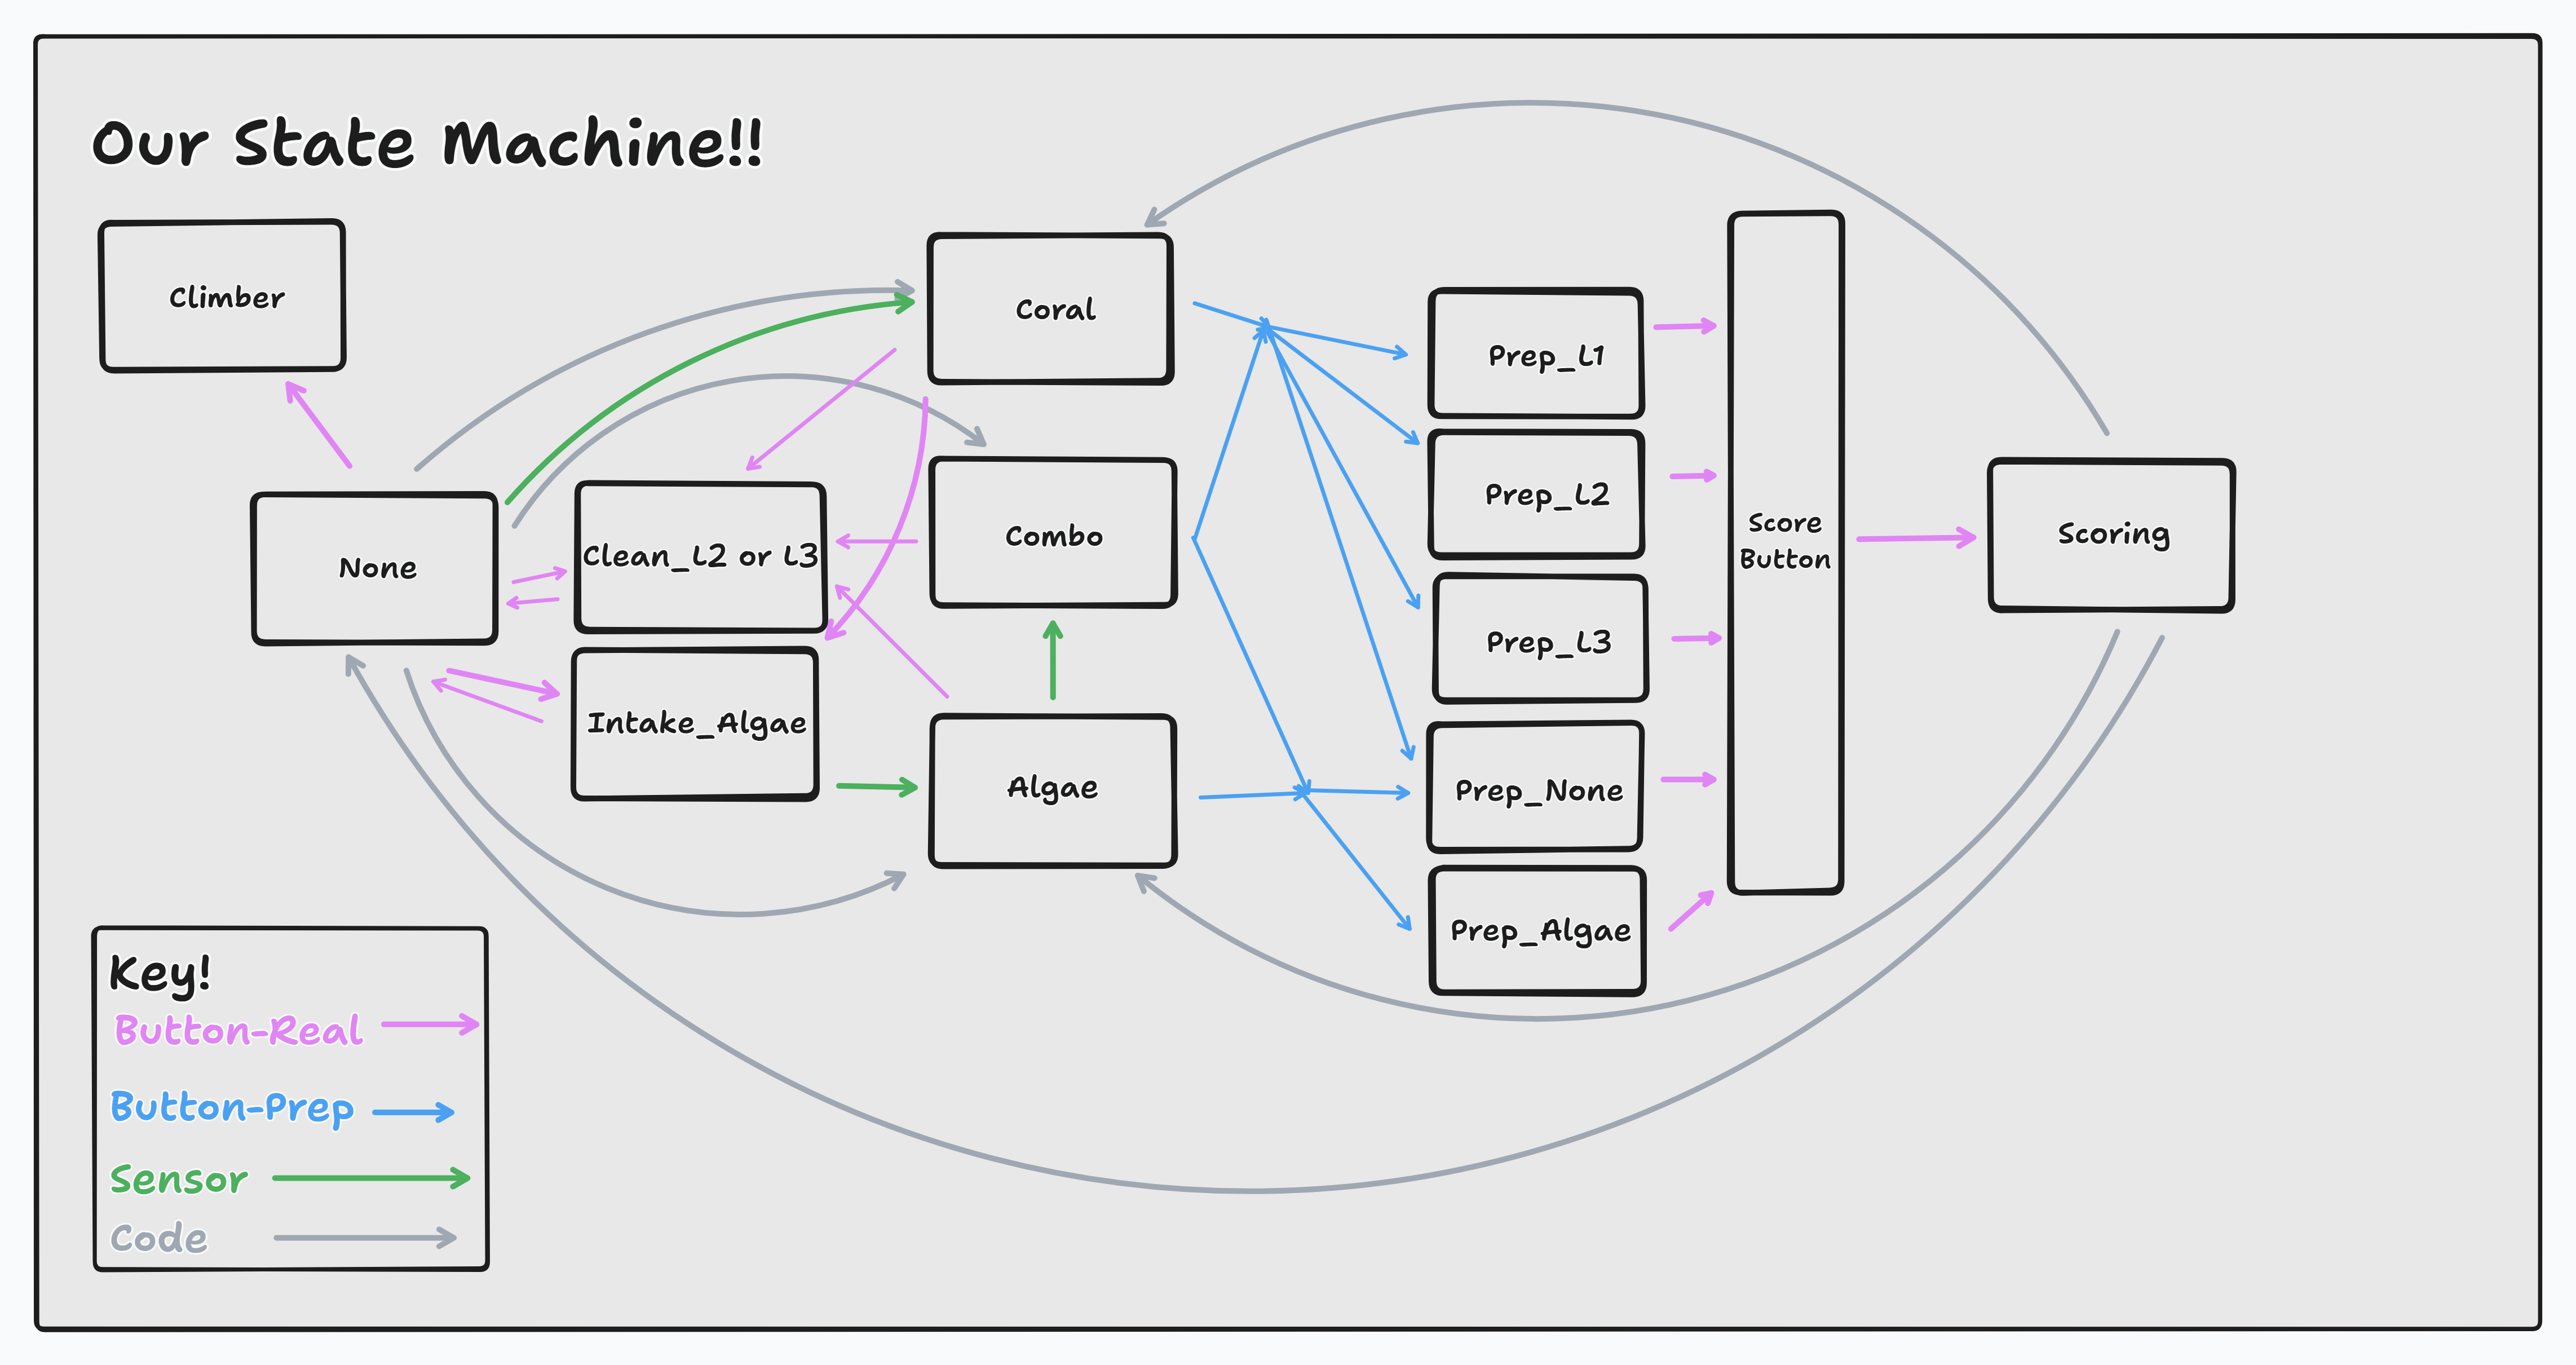 Our State Machine!!
Climber
Coral
Prep_L1
Prep_L2
Score
Button
Scoring
Combo
Clean_L2 or L3
None
Prep_L3
Intake_Algae
Algae
Prep_None
Prep_Algae
Key!
Button-Real
Button-Prep
Sensor
Code